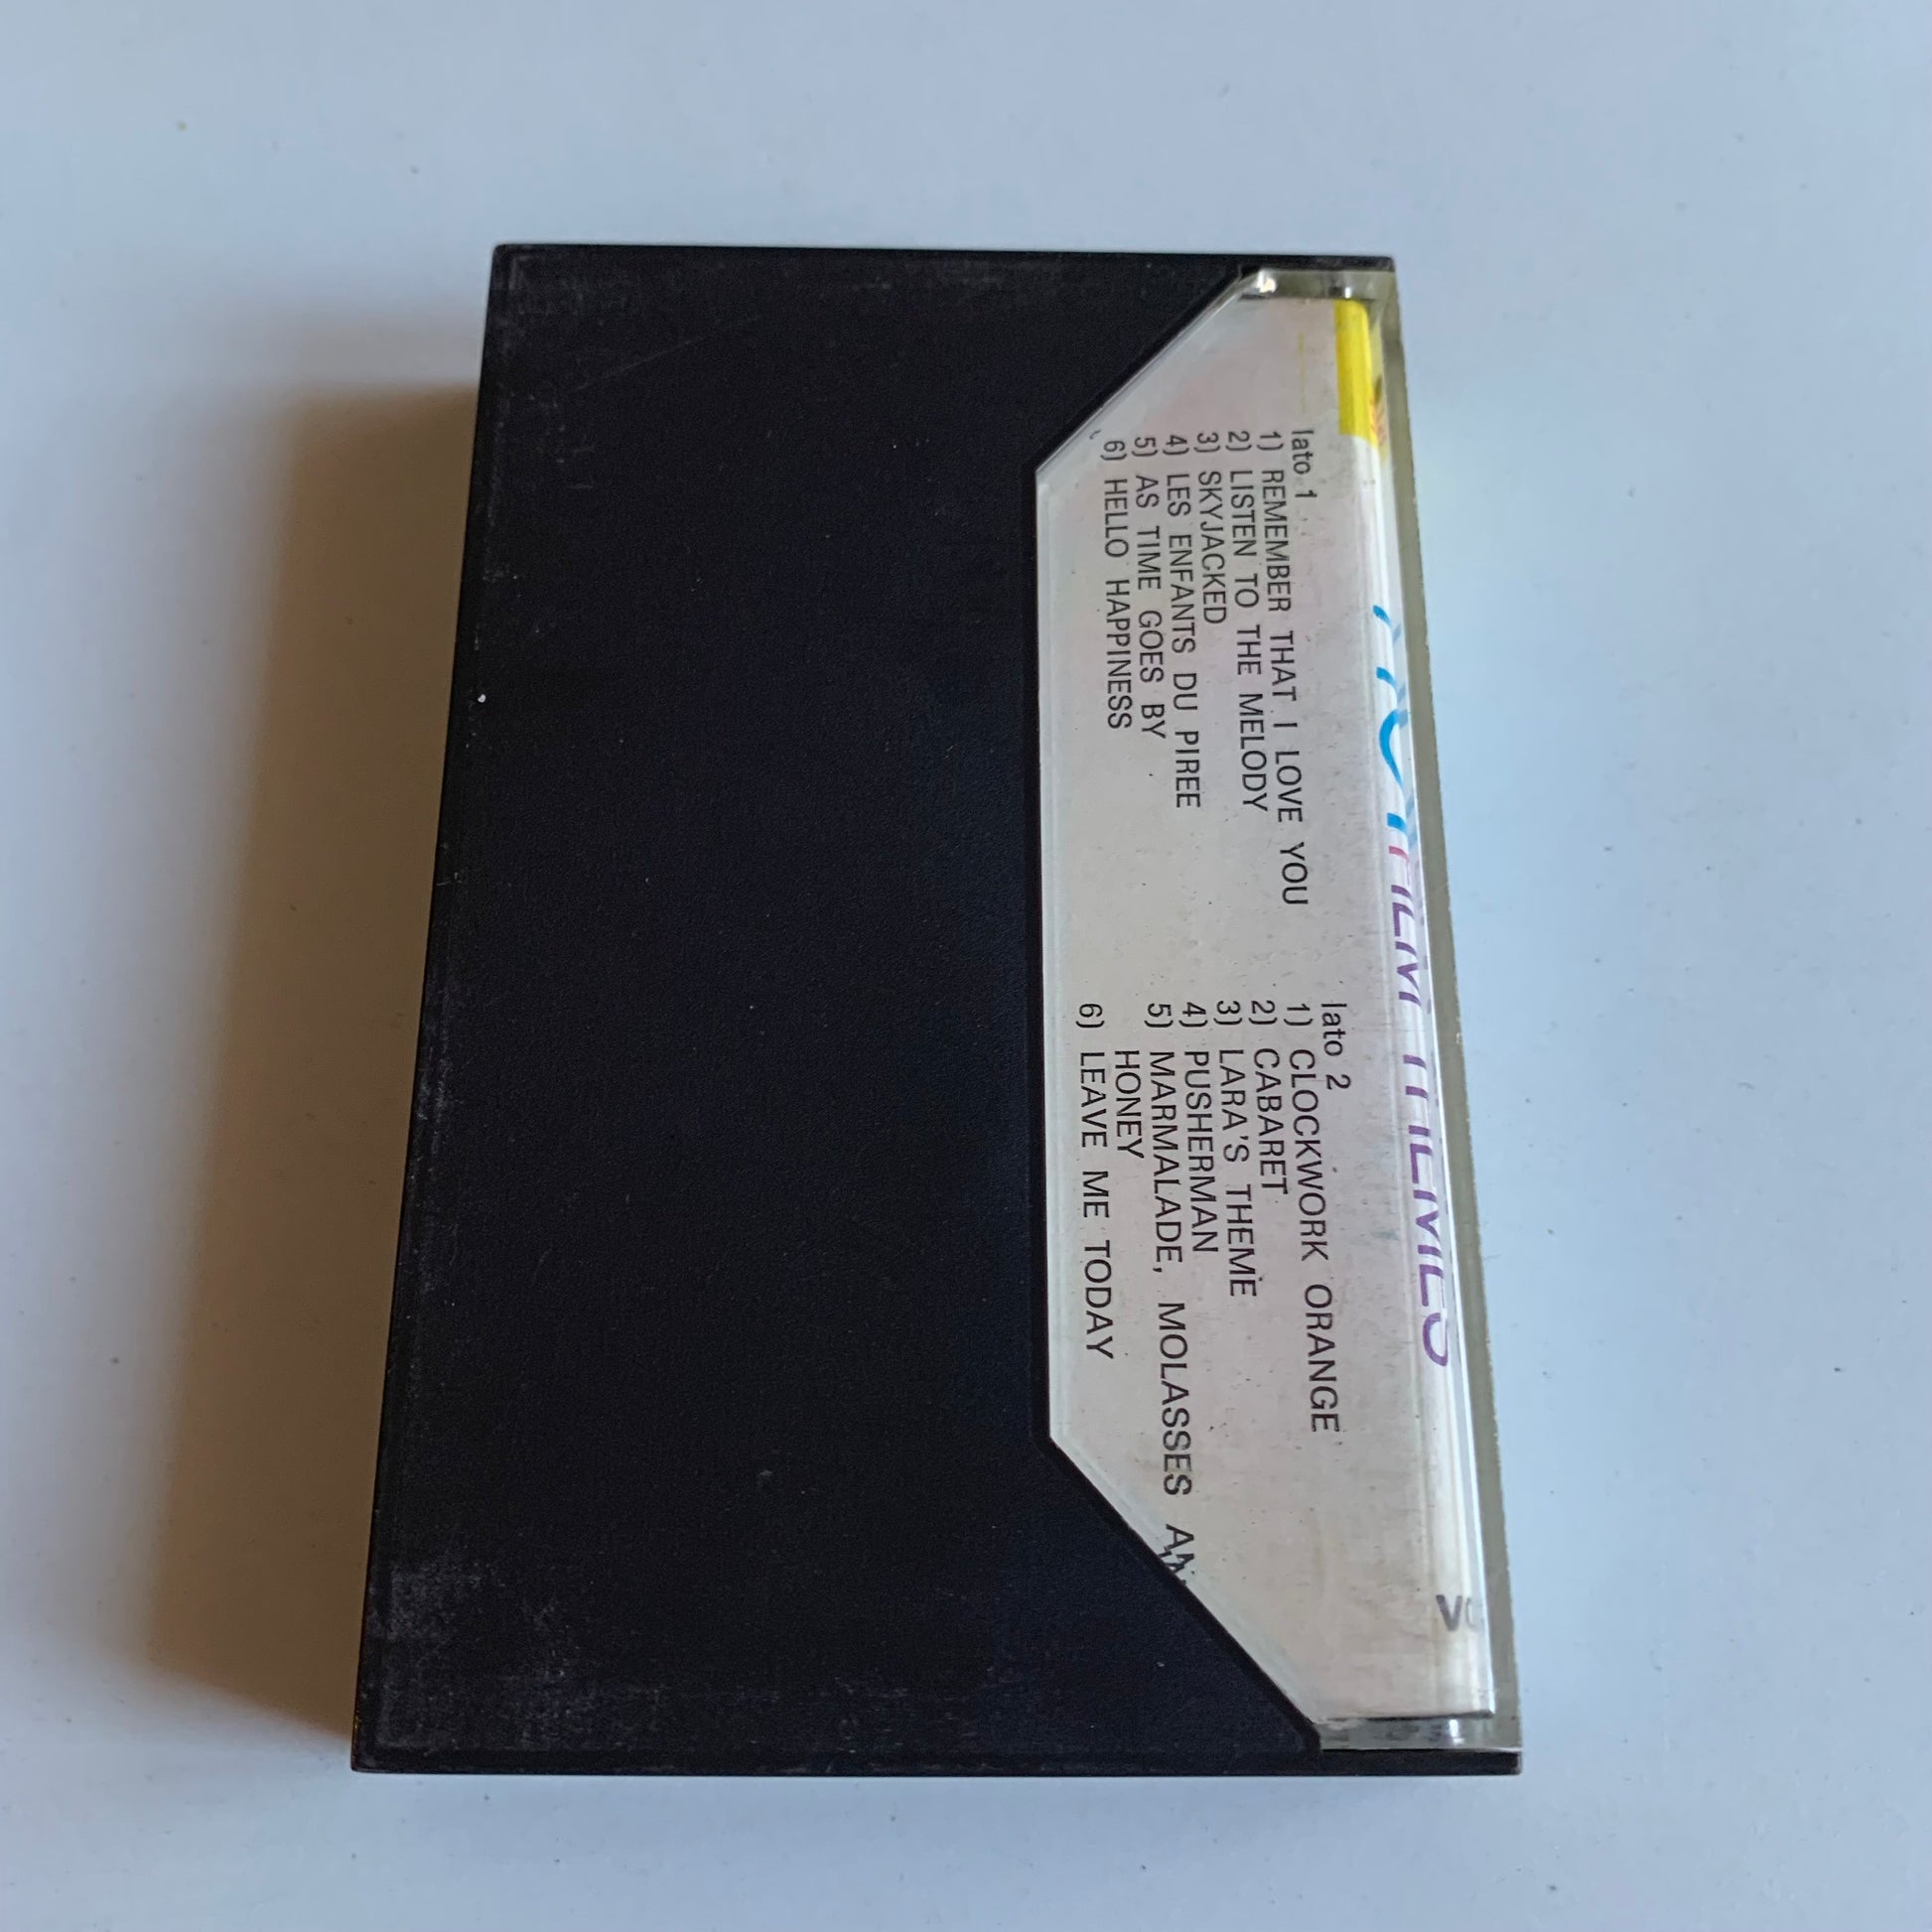 lato 1
1) REMEMBER THAT I LOVE YOU
2) LISTEN TO THE MELODY
3) SKYJACKED
4) LES ENFANTS DU PIREE
5) AS TIME GOES BY
6) HELLO HAPPINESS
lato 2
1) CLOCKWORK ORANGE
2) CABARET
3) LARA'S THEME
4) PUSHERMAN
5) MARMALADE, MOLASSES
HONEY
6) LEAVE ME TODAY
FILM THEMES